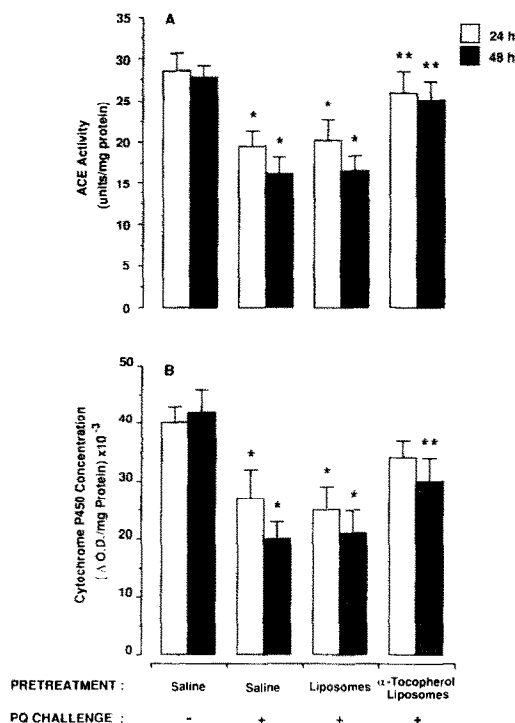 A
24 h
48 h
ACE Activity
(units/mg protein)
35
30
25
20
15
10
5
0
* * * * ** **
B
Cytochrome P450 Concentration
(Δ O.D./mg Protein) x10⁻³
50
40
30
20
10
0
* * * * **
PRETREATMENT : Saline Saline Liposomes α-Tocopherol Liposomes
PQ CHALLENGE : - + + +